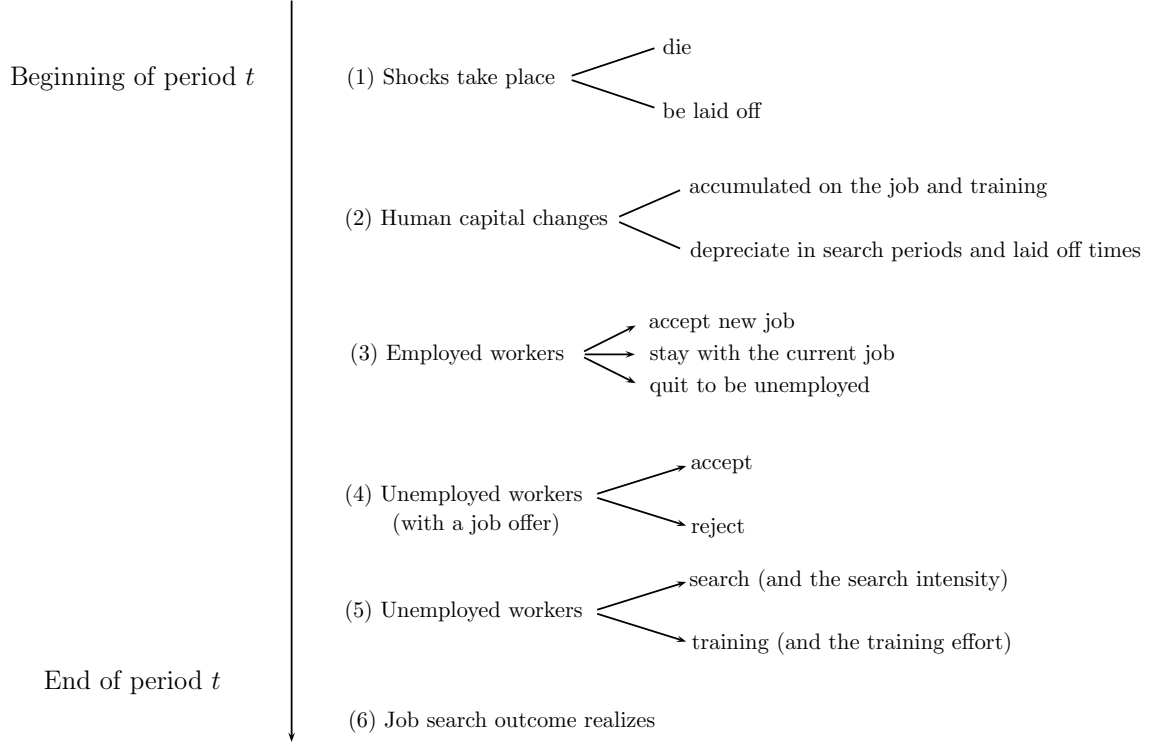 die
Beginning of period t
(1) Shocks take place
be laid off
accumulated on the job and training
(2) Human capital changes
depreciate in search periods and laid off times
accept new job
(3) Employed workers
stay with the current job
quit to be unemployed
accept
(4) Unemployed workers
(with a job offer)
reject
search (and the search intensity)
(5) Unemployed workers
training (and the training effort)
End of period t
(6) Job search outcome realizes